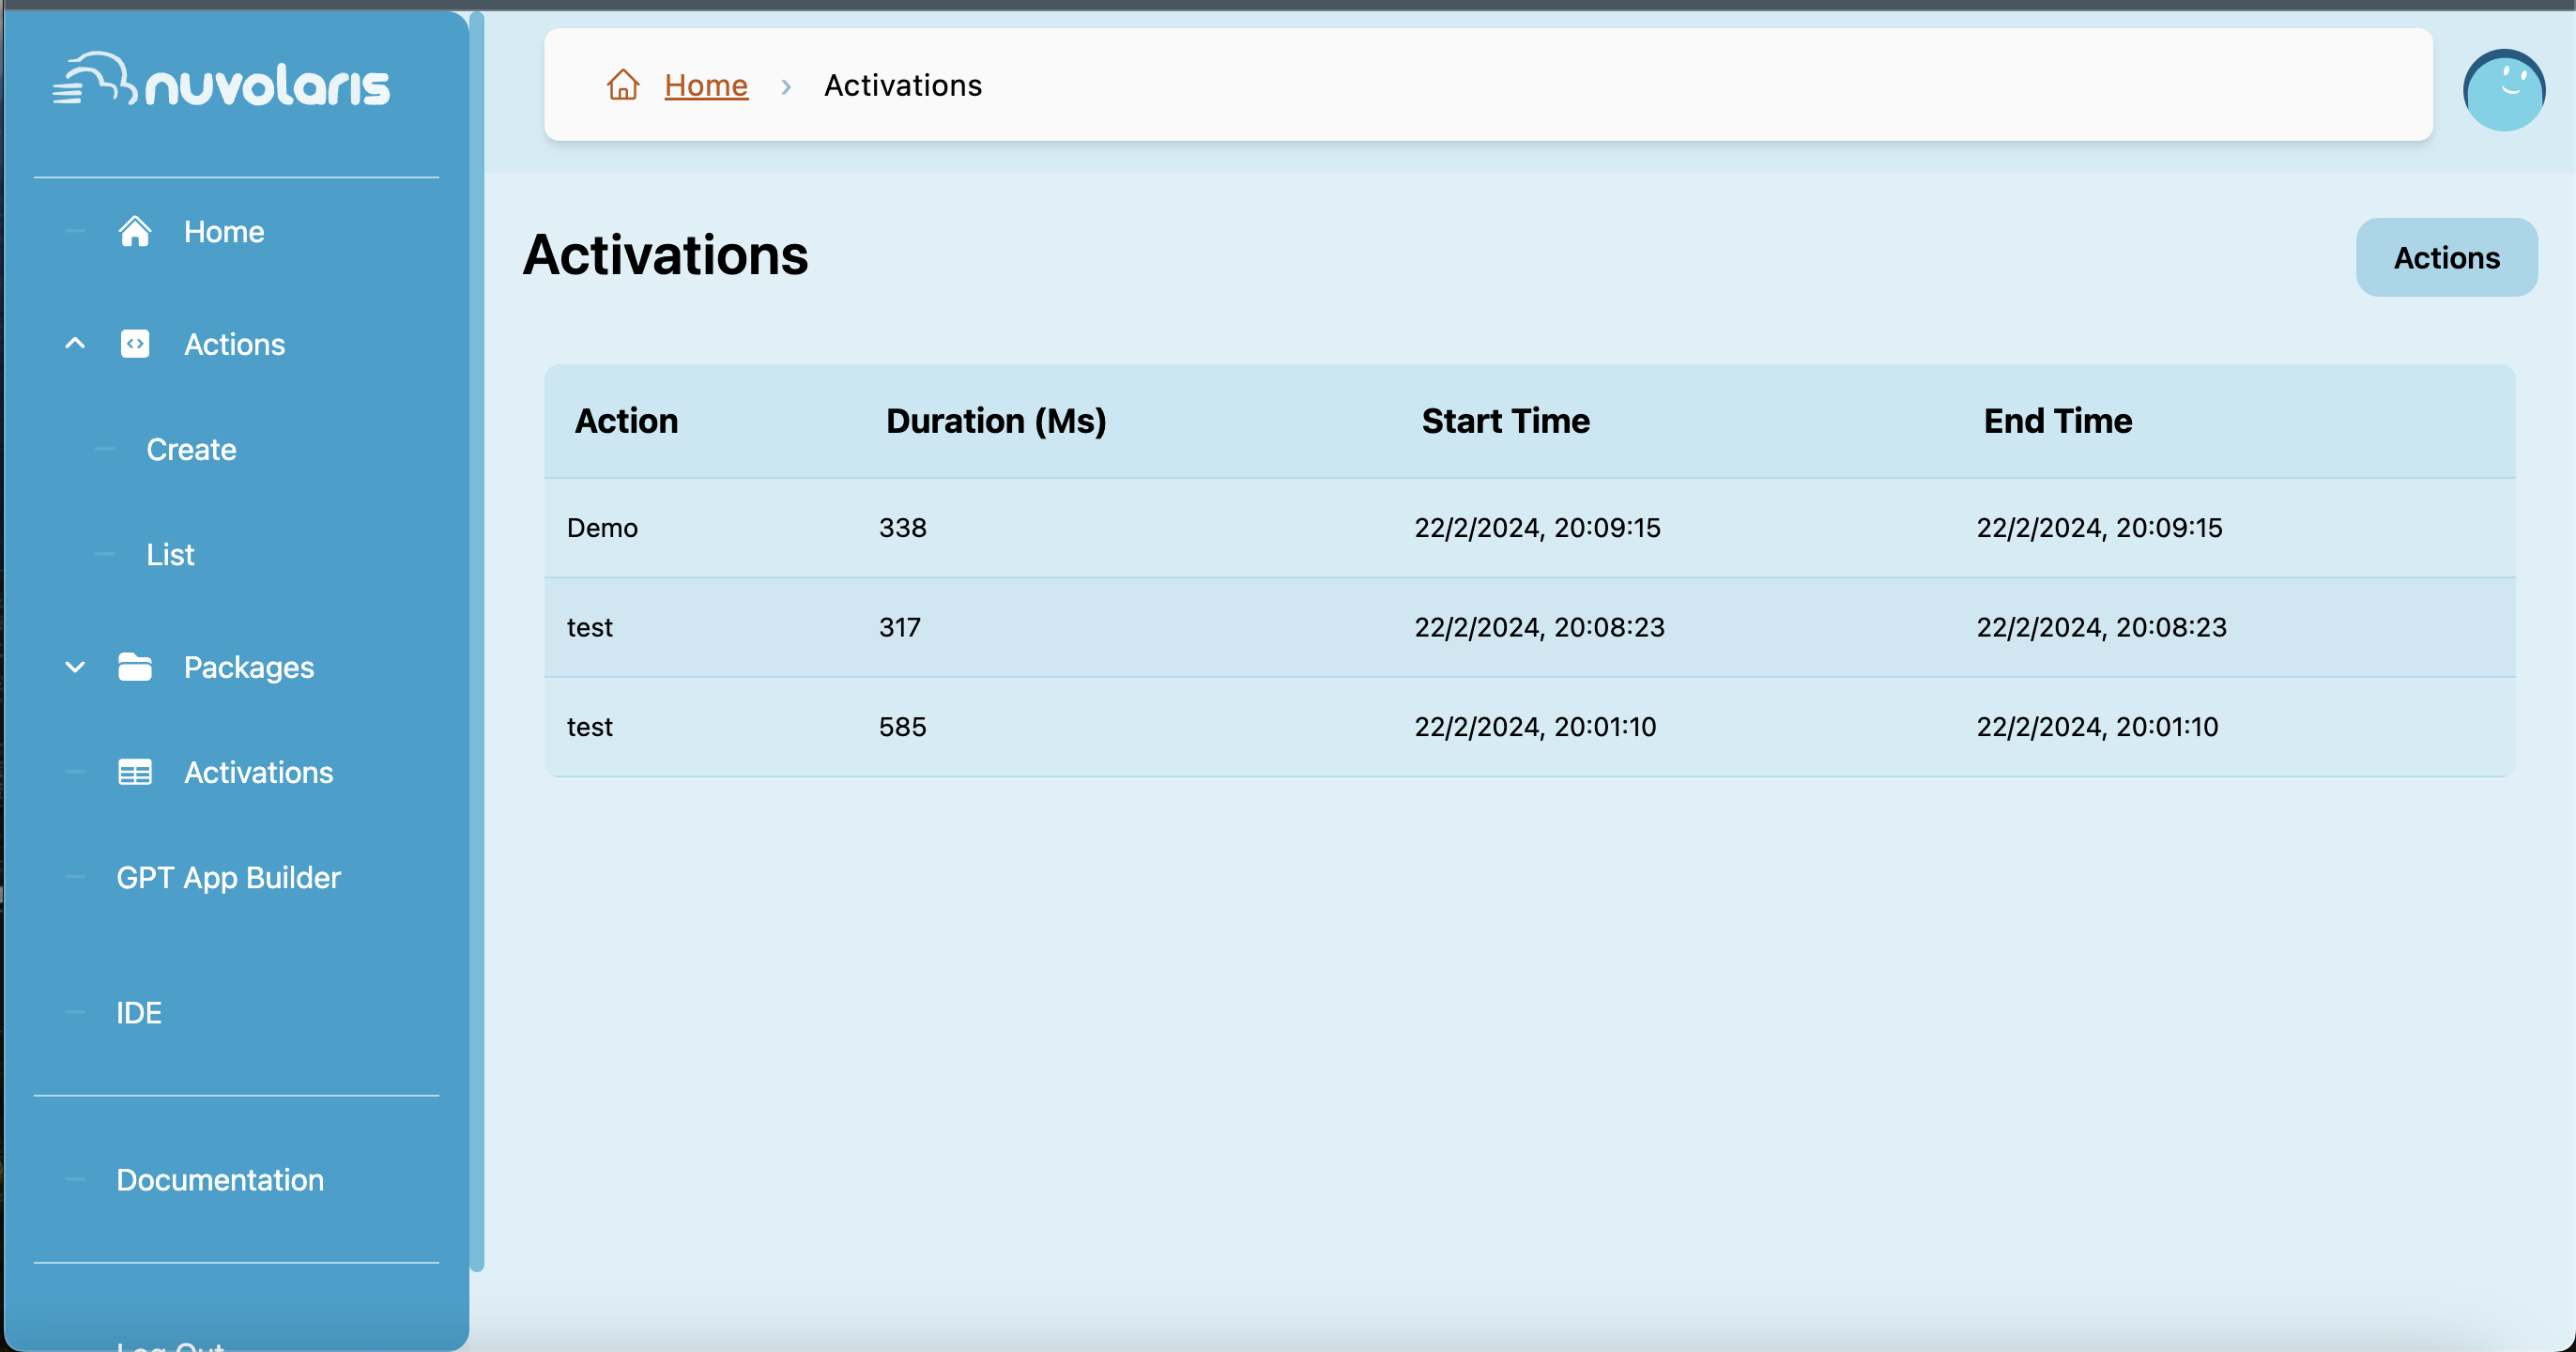 nuvolaris
Home
Actions
Create
List
Packages
Activations
GPT App Builder
IDE
Documentation
Log Out
Home › Activations
Activations
Actions
Action Duration (Ms) Start Time End Time
Demo 338 22/2/2024, 20:09:15 22/2/2024, 20:09:15
test 317 22/2/2024, 20:08:23 22/2/2024, 20:08:23
test 585 22/2/2024, 20:01:10 22/2/2024, 20:01:10